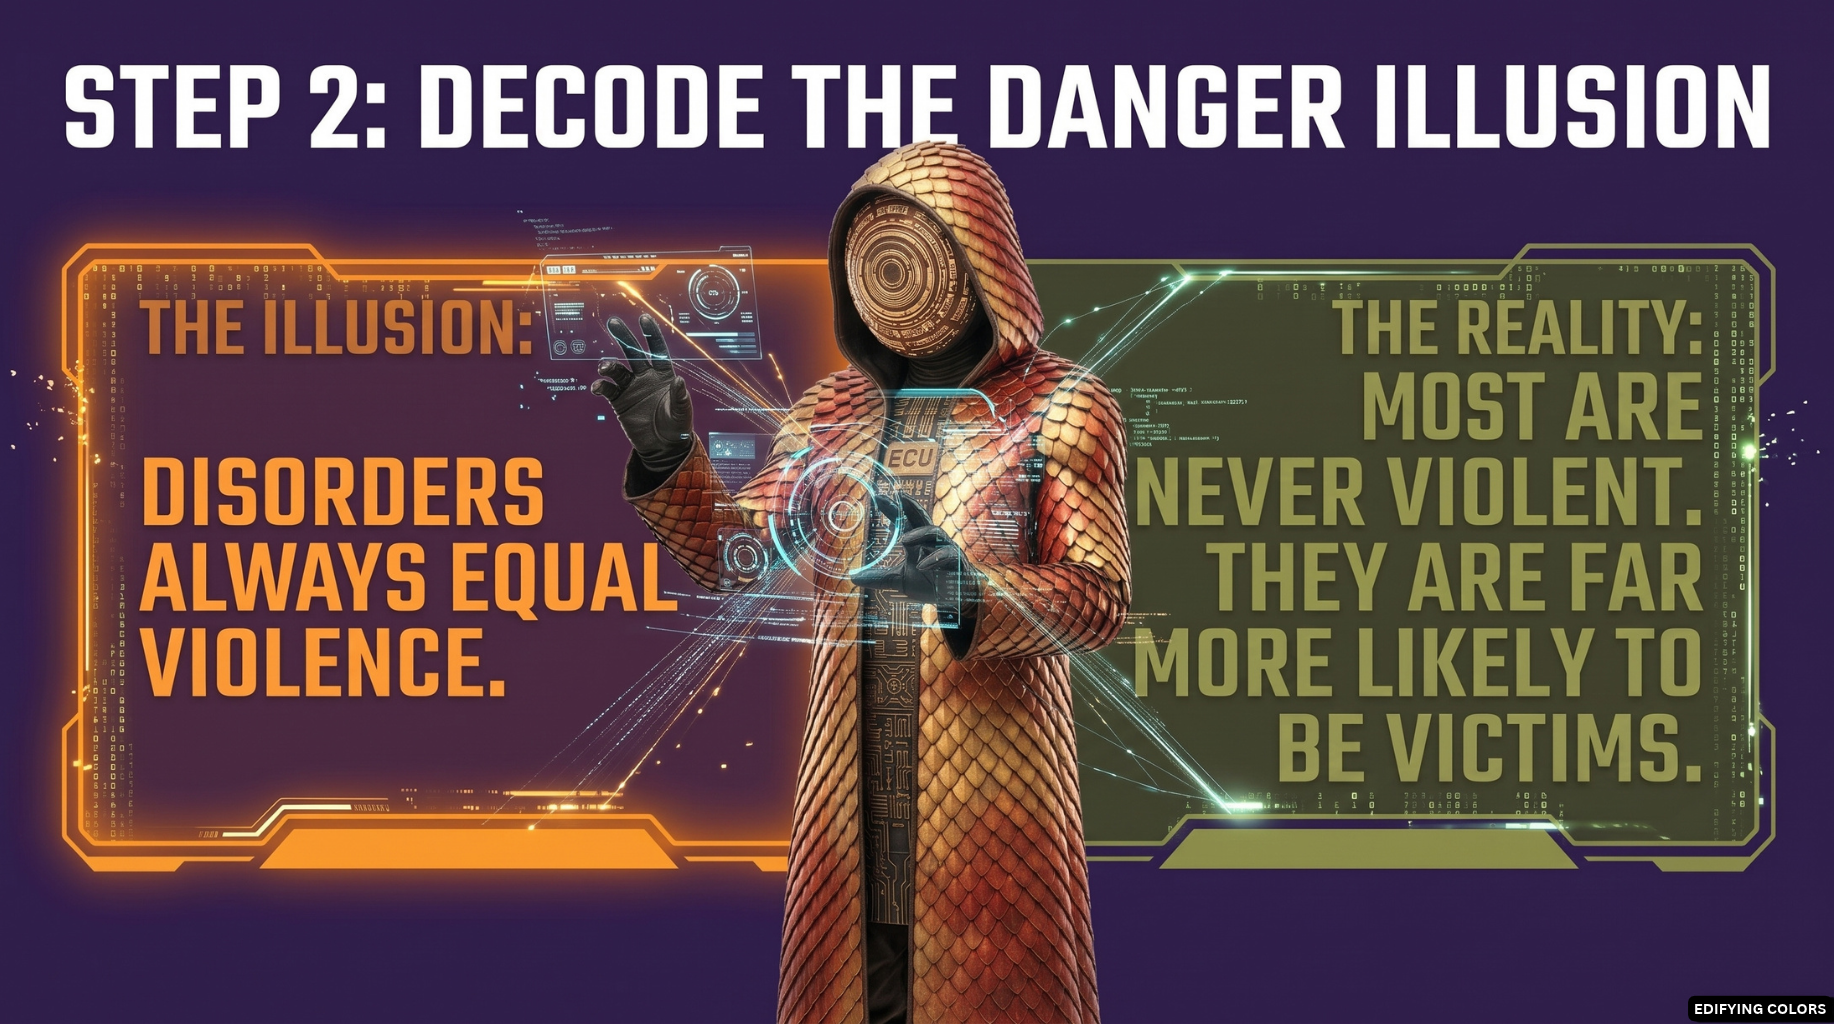 STEP 2: DECODE THE DANGER ILLUSION
THE ILLUSION:
DISORDERS
ALWAYS EQUAL
VIOLENCE.
ECU
THE REALITY:
MOST ARE
NEVER VIOLENT.
THEY ARE FAR
MORE LIKELY TO
BE VICTIMS.
EDIFYING COLORS